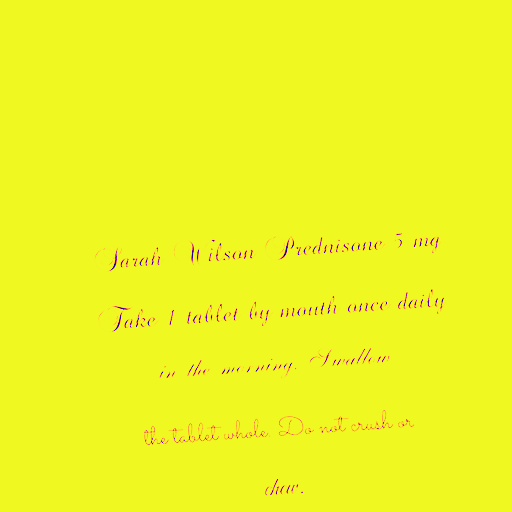 Sarah Wilson Prednisone 5 mg
Take 1 tablet by mouth once daily
in the morning. Swallow
the tablet whole. Do not crush or
chew.